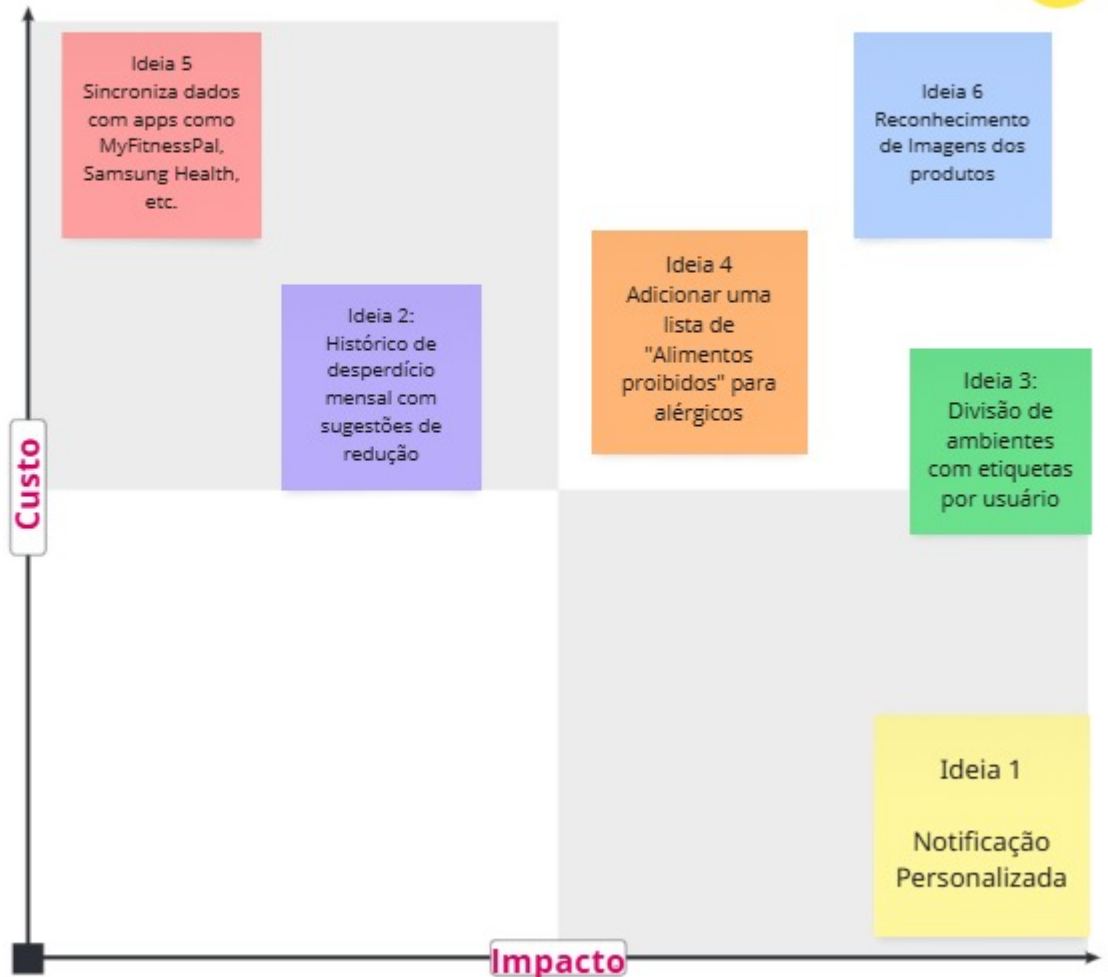 Ideia 5
Sincroniza dados
com apps como
MyFitnessPal,
Samsung Health,
etc.
Ideia 6
Reconhecimento
de Imagens dos
produtos
Ideia 4
Adicionar uma
lista de
"Alimentos
proibidos" para
alérgicos
Ideia 2:
Histórico de
desperdício
mensal com
sugestões de
redução
Ideia 3:
Divisão de
ambientes
com etiquetas
por usuário
Custo
Ideia 1
Notificação
Personalizada
Impacto